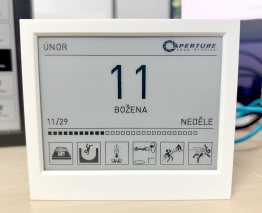 ÚNOR
APERTURE
11
BOŽENA
11/29
NEDĚLE